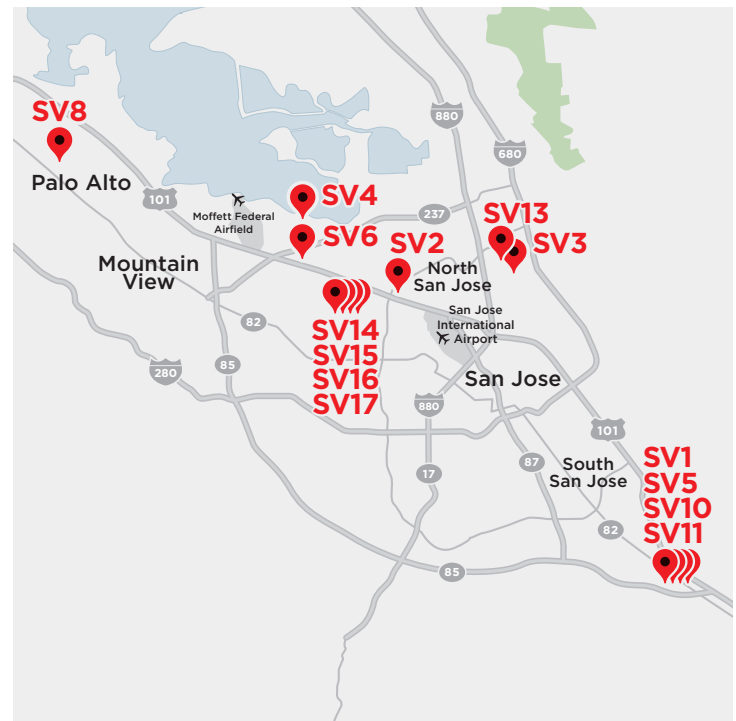 880
SV8
680
Palo Alto
101
SV4
Moffett Federal
Airfield
237
SV13
SV6
SV2
SV3
Mountain
View
North
San Jose
82
San Jose
International
Airport
SV14
SV15
SV16
SV17
280
85
San Jose
880
101
SV1
SV5
SV10
SV11
17
87
South
San Jose
82
85